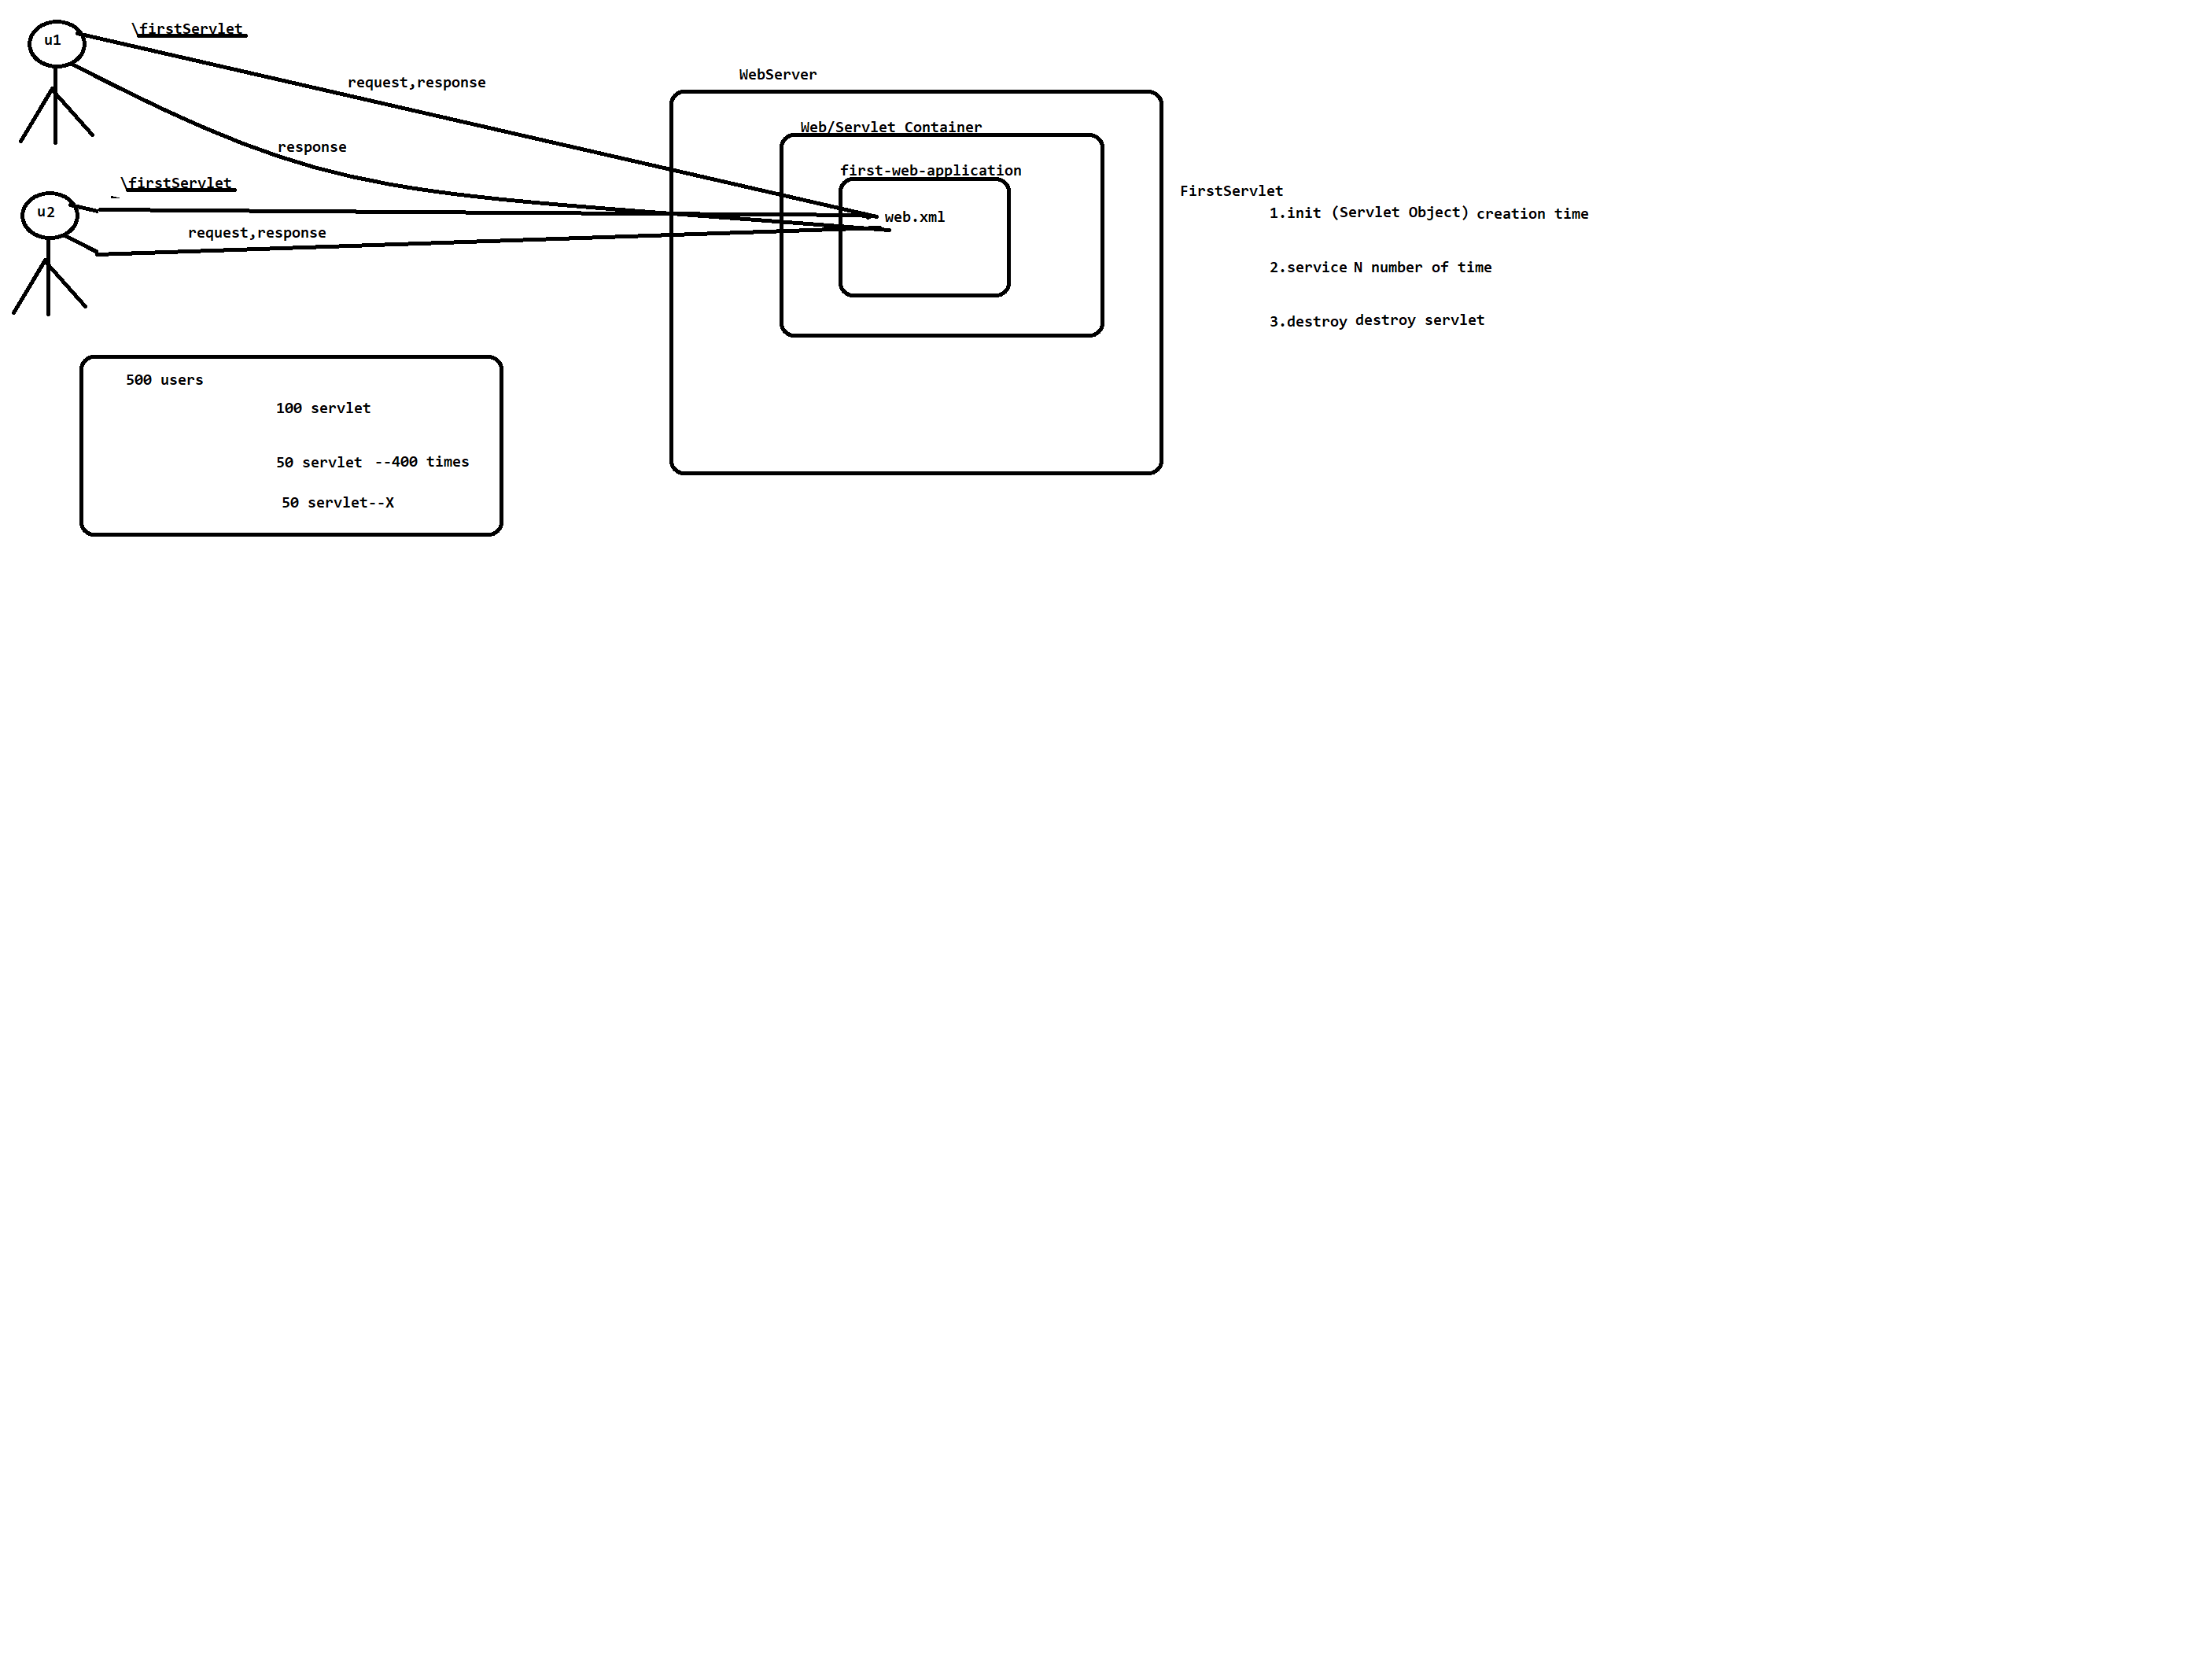 u1
\firstServlet
request,response
response
u2
\firstServlet
request,response
WebServer
Web/Servlet Container
first-web-application
web.xml
FirstServlet
1.init (Servlet Object) creation time
2.service N number of time
3.destroy destroy servlet
500 users
100 servlet
50 servlet --400 times
50 servlet--X